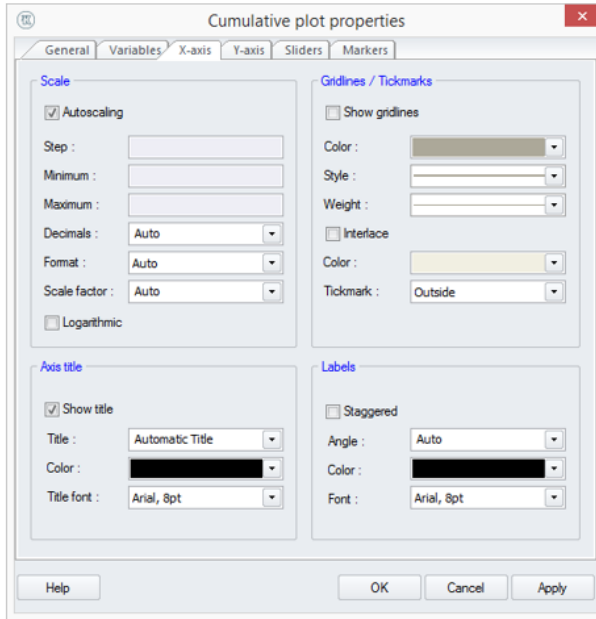 Cumulative plot properties
General Variables X-axis Y-axis Sliders Markers
Scale
Autoscaling
Step :
Minimum :
Maximum :
Decimals : Auto
Format : Auto
Scale factor : Auto
Logarithmic
Gridlines / Tickmarks
Show gridlines
Color :
Style :
Weight :
Interlace
Color :
Tickmark : Outside
Axis title
Show title
Title : Automatic Title
Color :
Title font : Arial, 8pt
Labels
Staggered
Angle : Auto
Color :
Font : Arial, 8pt
Help OK Cancel Apply